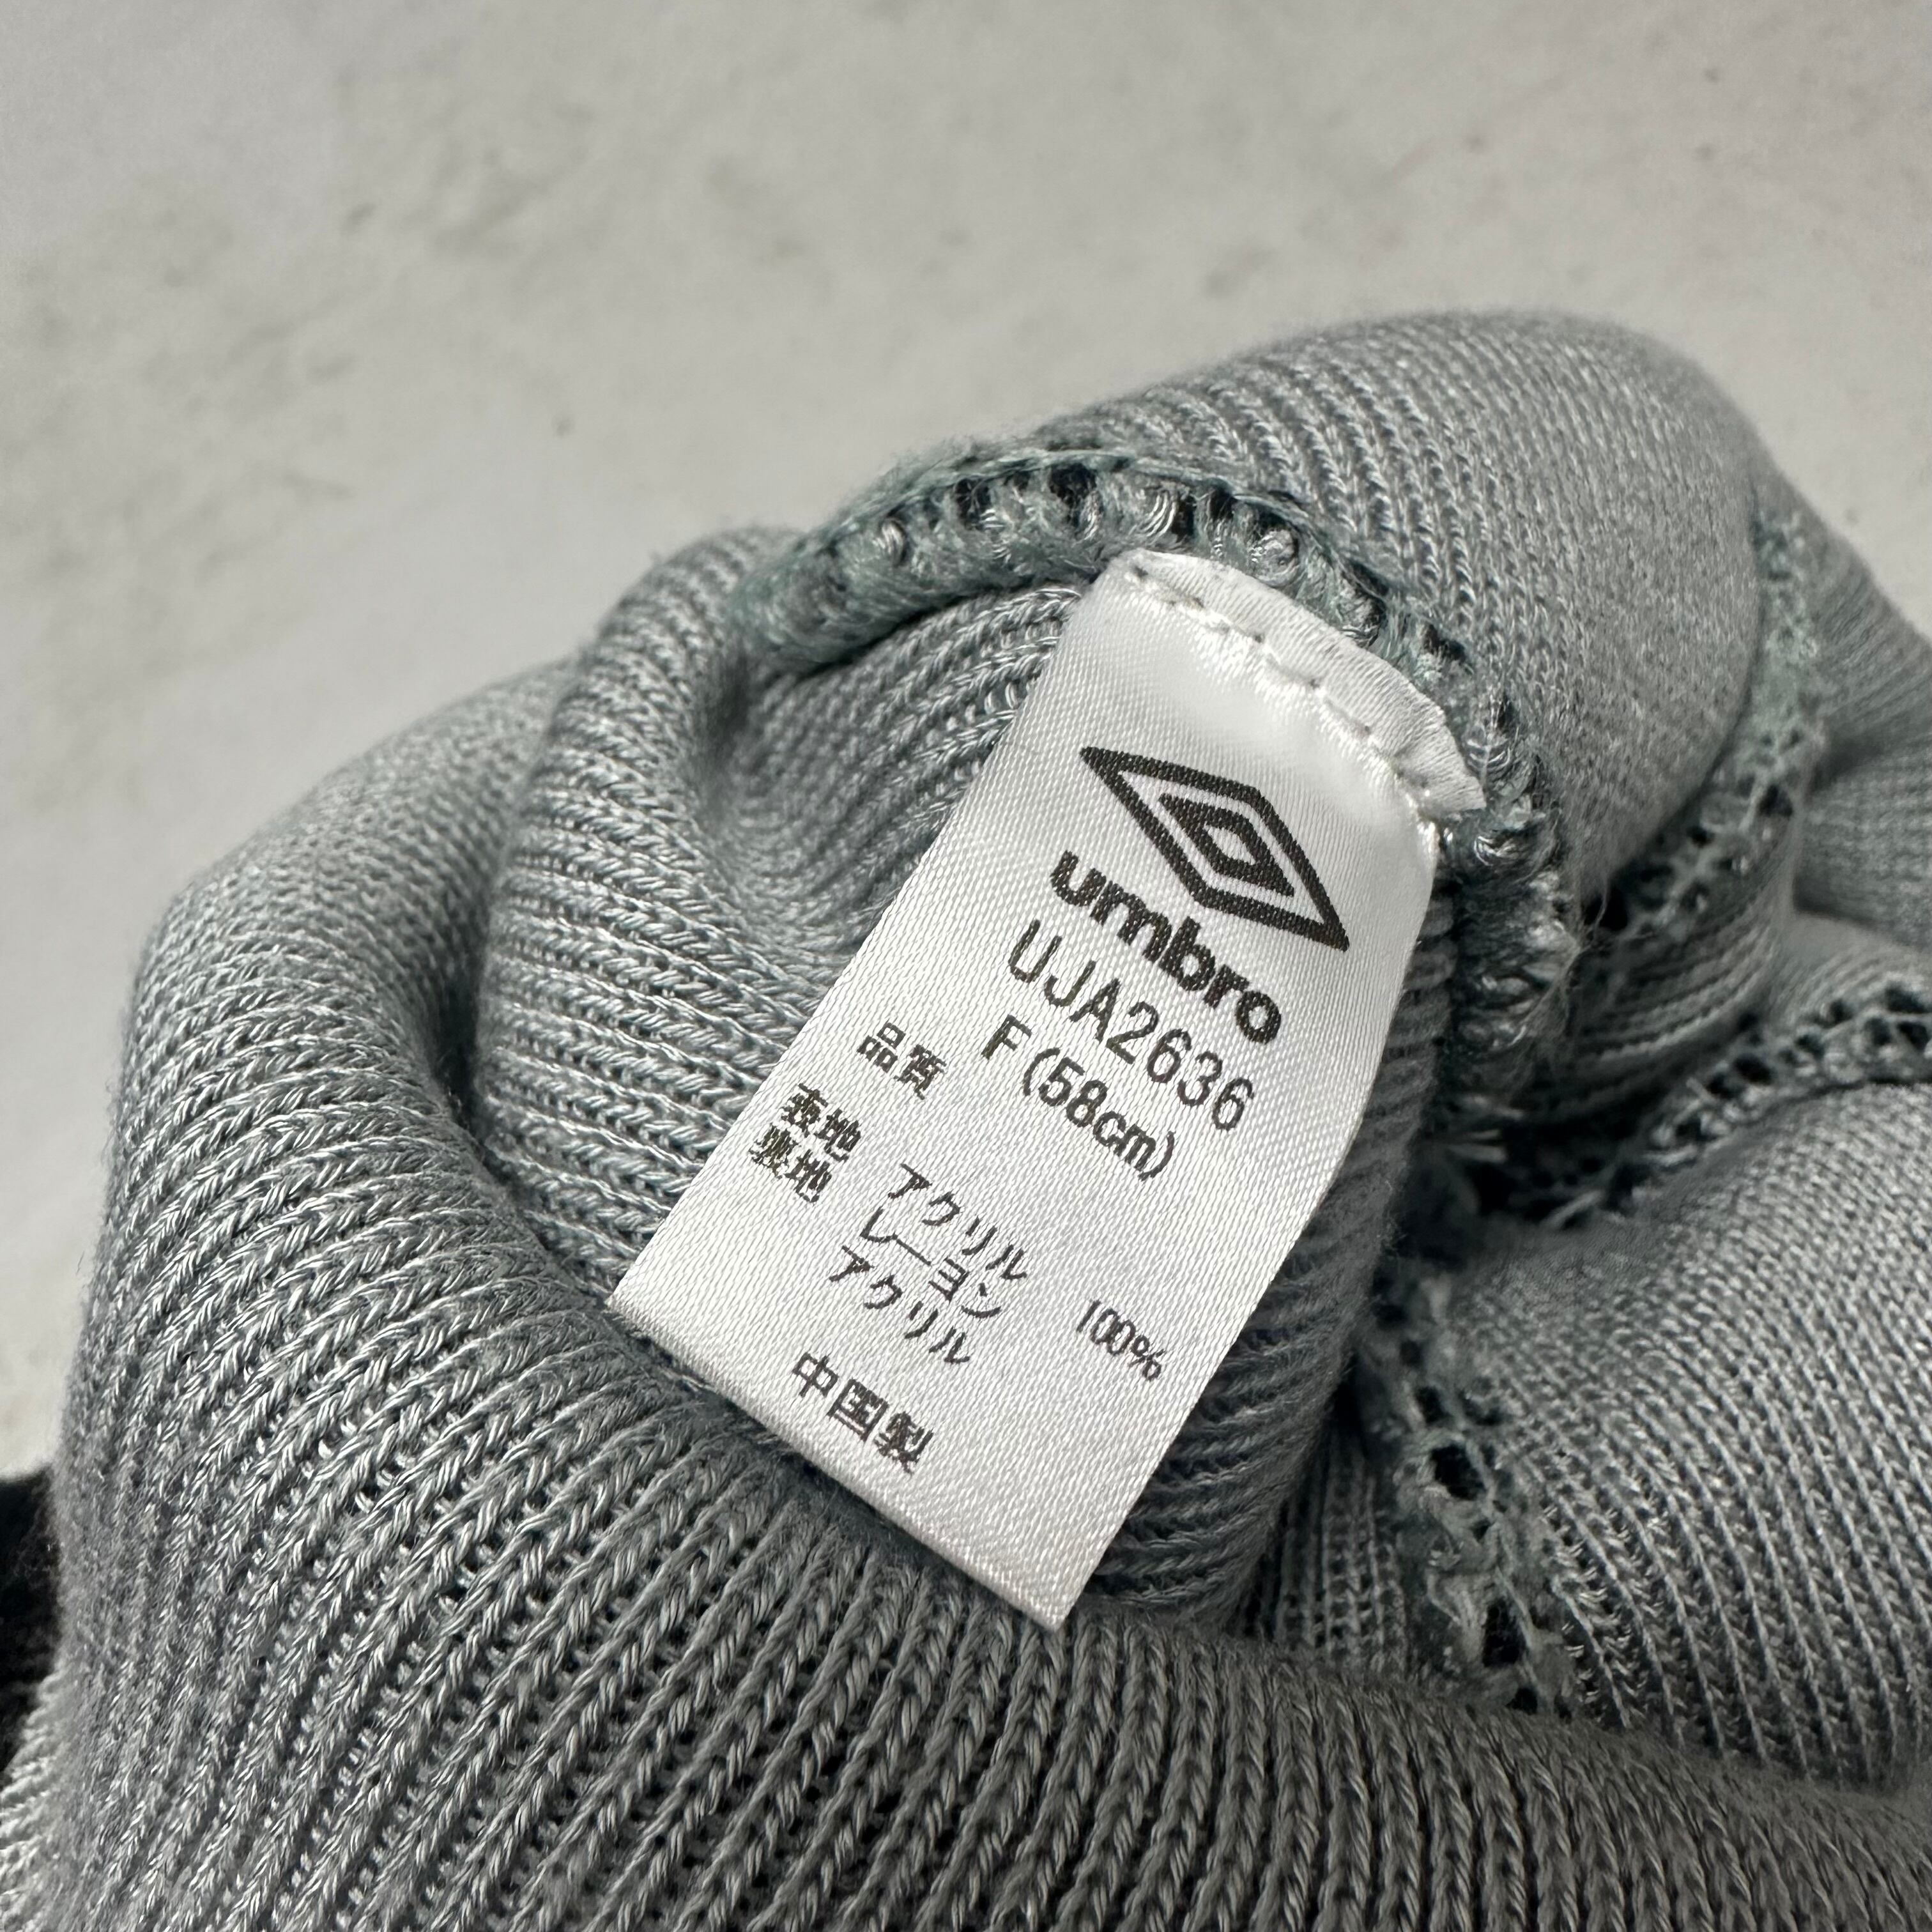 umbro
UJA2636
F(58cm)
品質
表地 アクリル 100%
裏地 レーヨン
アクリル
中国製